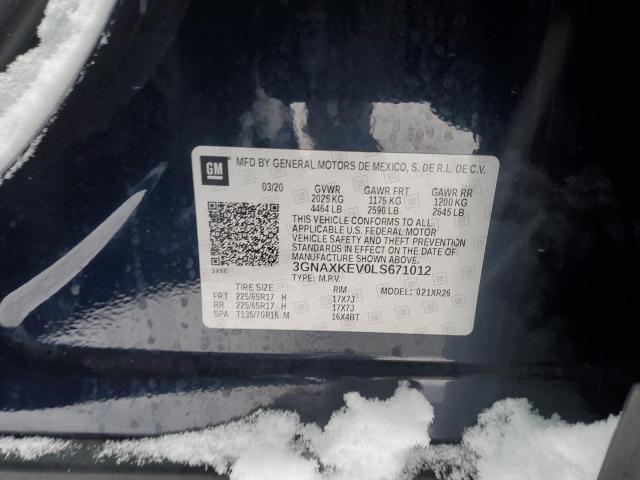 GM MFD BY GENERAL MOTORS DE MEXICO, S. DE R.L. DE C.V.
03/20 GVWR GAWR FRT GAWR RR
2025 KG 1175 KG 1200 KG
4464 LB 2590 LB 2645 LB
THIS VEHICLE CONFORMS TO ALL
APPLICABLE U.S. FEDERAL MOTOR
VEHICLE SAFETY AND THEFT PREVENTION
STANDARDS IN EFFECT ON THE DATE OF
MANUFACTURE SHOWN ABOVE.
3GNAXKEV0LS671012
TYPE: M.P.V.
TIRE SIZE RIM MODEL: 021XR26
FRT 225/65R17 H 17X7J
RR 225/65R17 H 17X7J
SPA T135/70R16 M 16X4BT